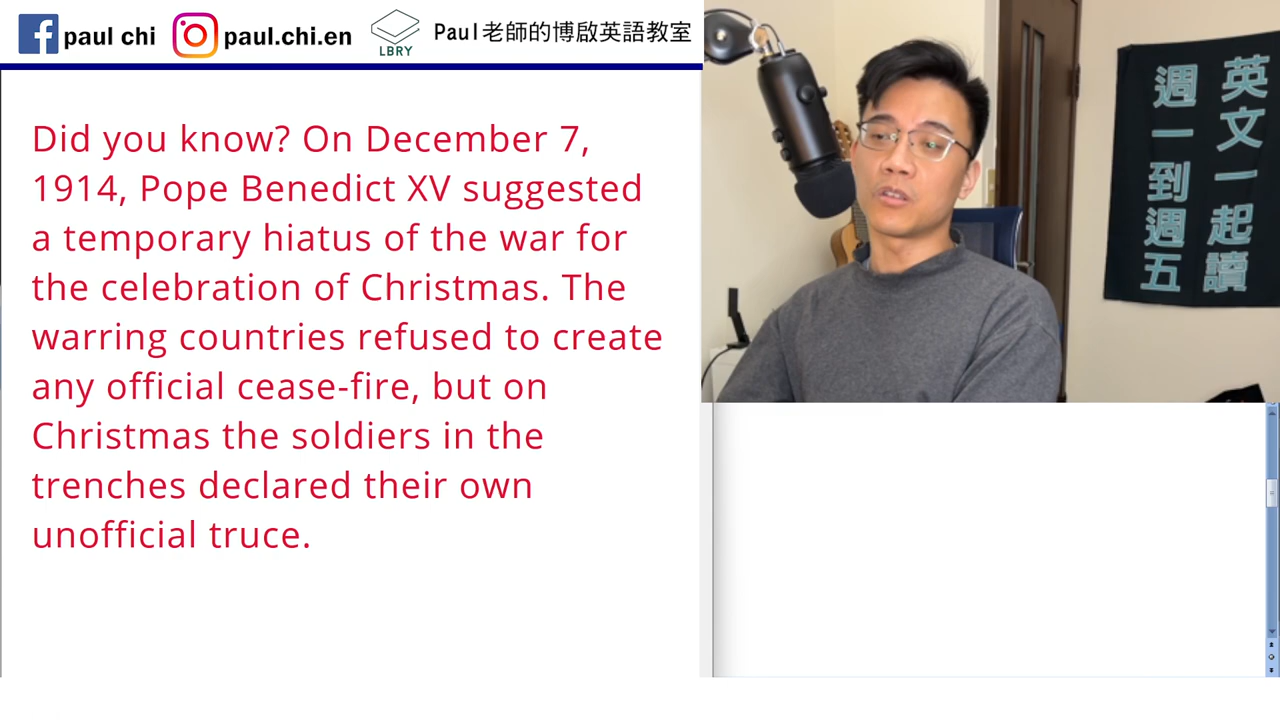 paul chi
paul.chi.en
LBRY
Paul老師的博啟英語教室
Did you know? On December 7,
1914, Pope Benedict XV suggested
a temporary hiatus of the war for
the celebration of Christmas. The
warring countries refused to create
any official cease-fire, but on
Christmas the soldiers in the
trenches declared their own
unofficial truce.
英文一起讀
週一到週五